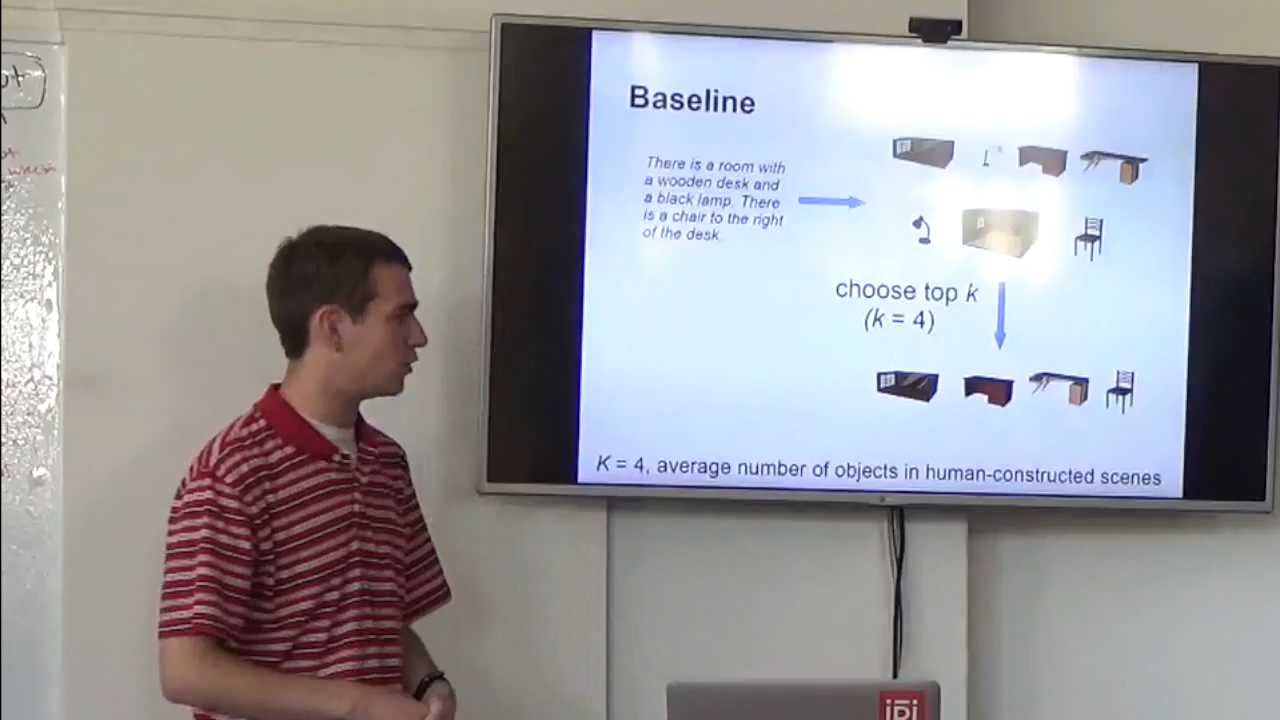 Baseline
There is a room with
a wooden desk and
a black lamp. There
is a chair to the right
of the desk.
choose top k
(k = 4)
K = 4, average number of objects in human-constructed scenes